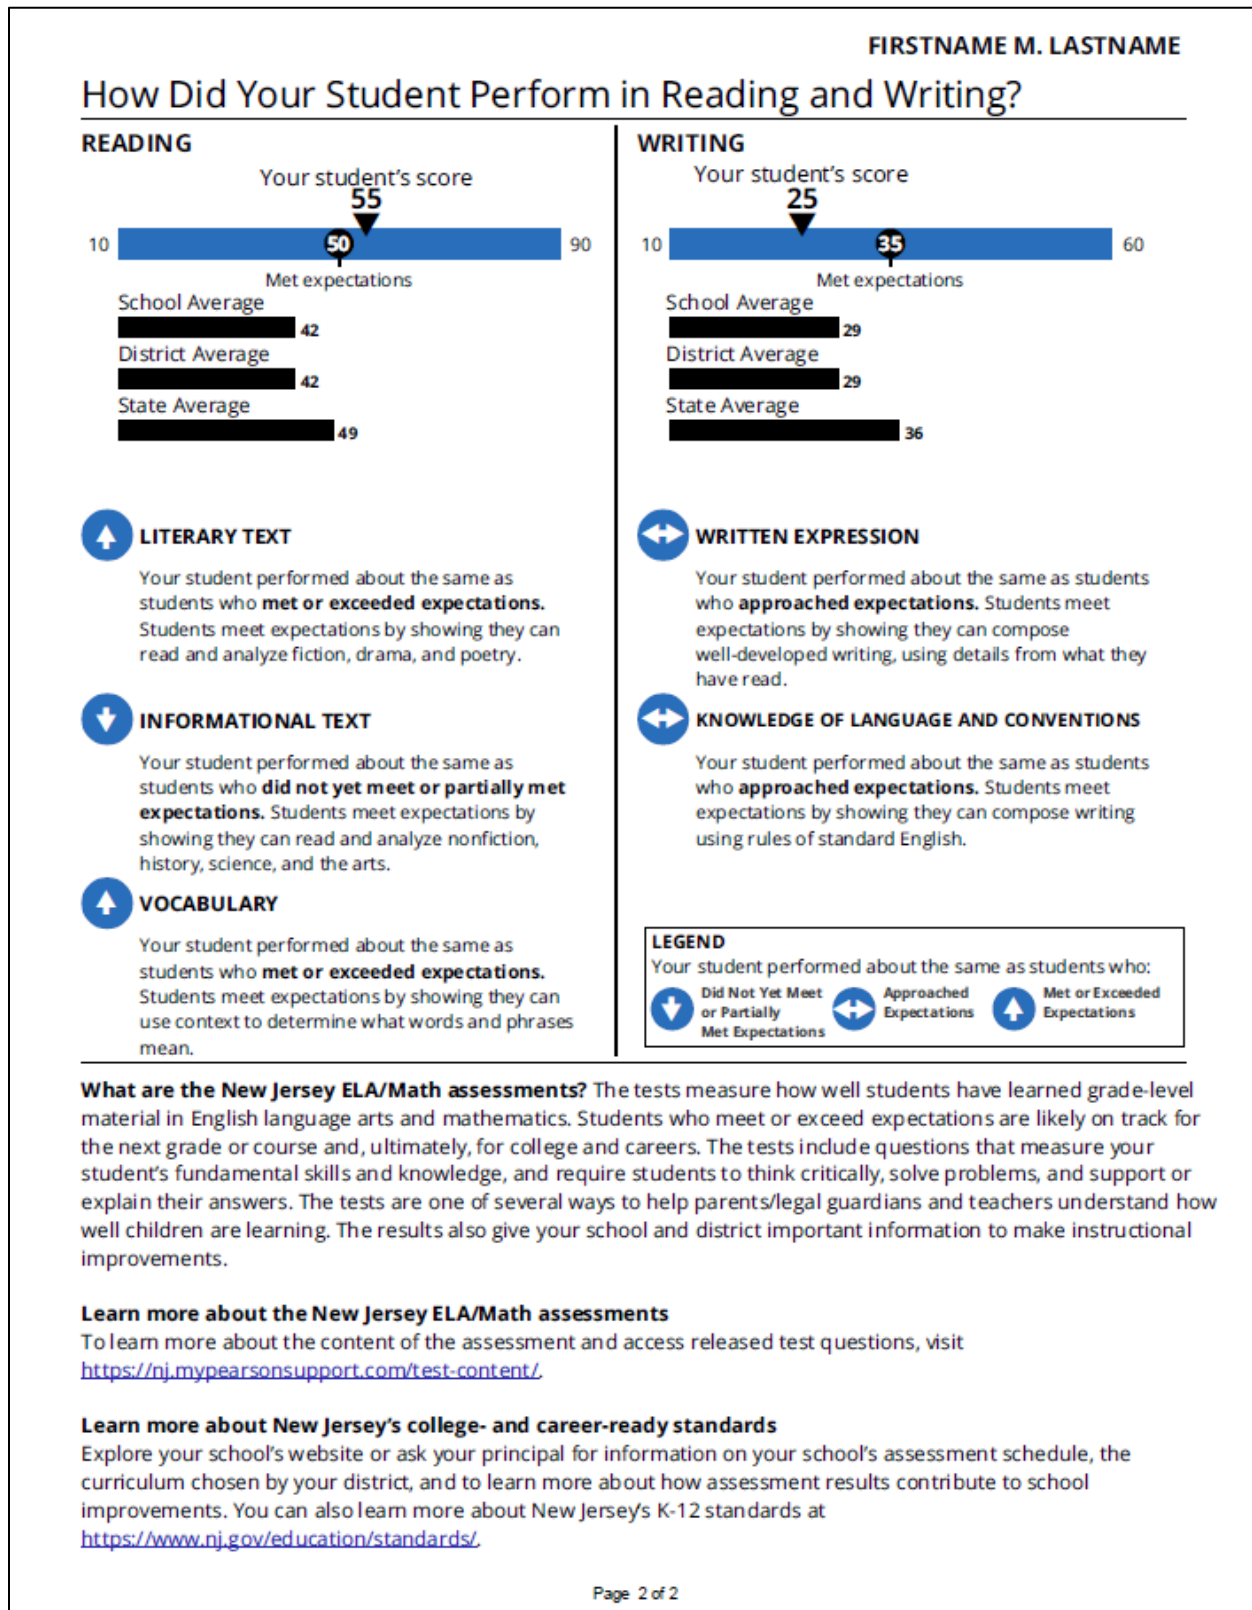 FIRSTNAME M. LASTNAME
How Did Your Student Perform in Reading and Writing?
READING
Your student's score
55
10
50
90
Met expectations
School Average
42
District Average
42
State Average
49
LITERARY TEXT
Your student performed about the same as
students who met or exceeded expectations.
Students meet expectations by showing they can
read and analyze fiction, drama, and poetry.
INFORMATIONAL TEXT
Your student performed about the same as
students who did not yet meet or partially met
expectations. Students meet expectations by
showing they can read and analyze nonfiction,
history, science, and the arts.
VOCABULARY
Your student performed about the same as
students who met or exceeded expectations.
Students meet expectations by showing they can
use context to determine what words and phrases
mean.
WRITING
Your student's score
25
10
35
60
Met expectations
School Average
29
District Average
29
State Average
36
WRITTEN EXPRESSION
Your student performed about the same as students
who approached expectations. Students meet
expectations by showing they can compose
well-developed writing, using details from what they
have read.
KNOWLEDGE OF LANGUAGE AND CONVENTIONS
Your student performed about the same as students
who approached expectations. Students meet
expectations by showing they can compose writing
using rules of standard English.
LEGEND
Your student performed about the same as students who:
Did Not Yet Meet
or Partially
Met Expectations
Approached
Expectations
Met or Exceeded
Expectations
What are the New Jersey ELA/Math assessments? The tests measure how well students have learned grade-level
material in English language arts and mathematics. Students who meet or exceed expectations are likely on track for
the next grade or course and, ultimately, for college and careers. The tests include questions that measure your
student's fundamental skills and knowledge, and require students to think critically, solve problems, and support or
explain their answers. The tests are one of several ways to help parents/legal guardians and teachers understand how
well children are learning. The results also give your school and district important information to make instructional
improvements.
Learn more about the New Jersey ELA/Math assessments
To learn more about the content of the assessment and access released test questions, visit
https://nj.mypearsonsupport.com/test-content/.
Learn more about New Jersey's college- and career-ready standards
Explore your school's website or ask your principal for information on your school's assessment schedule, the
curriculum chosen by your district, and to learn more about how assessment results contribute to school
improvements. You can also learn more about New Jersey's K-12 standards at
https://www.nj.gov/education/standards/.
Page 2 of 2